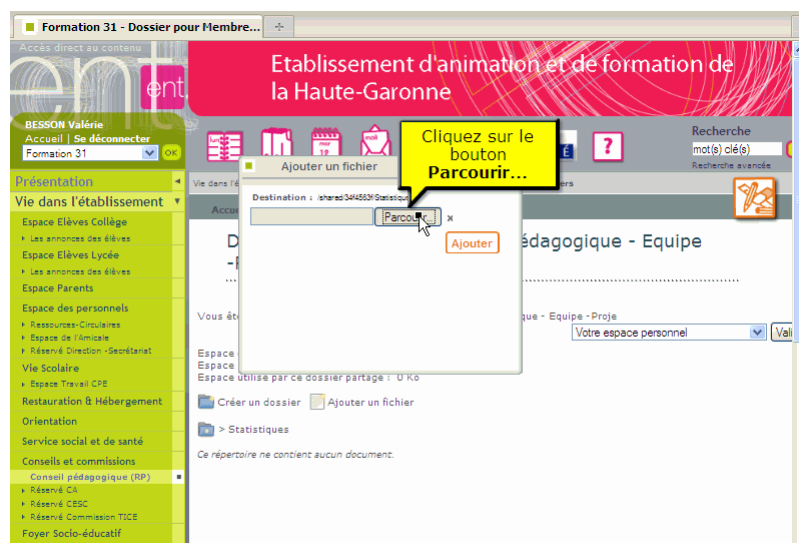 Formation 31 - Dossier pour Membre...
Accès direct au contenu
ent.
Etablissement d'animation et de formation de
la Haute-Garonne
BESSON Valérie
Accueil | Se déconnecter
Formation 31
OK
Cliquez sur le
bouton
Parcourir...
?
Recherche
mot(s) clé(s)
Recherche avancée
Présentation
Vie dans l'établissement
Espace Elèves Collège
Les annonces des élèves
Espace Elèves Lycée
Les annonces des élèves
Espace Parents
Espace des personnels
Ressources-Circulaires
Espace de l'Amicale
Réservé Direction -Secrétariat
Vie Scolaire
Espace Travail CPE
Restauration & Hébergement
Orientation
Service social et de santé
Conseils et commissions
Conseil pédagogique (RP)
Réservé CA
Réservé CESC
Réservé Commission TICE
Foyer Socio-éducatif
Ajouter un fichier
Destination :
Ajouter
Vie dans l'é
ers
Accue
D
édagogique - Equipe
Vous êt
que - Equipe -Proje
Votre espace personnel
Vali
Espace
Espace
Espace utilisé par ce dossier partagé : 0 Ko
Créer un dossier Ajouter un fichier
> Statistiques
Ce répertoire ne contient aucun document.